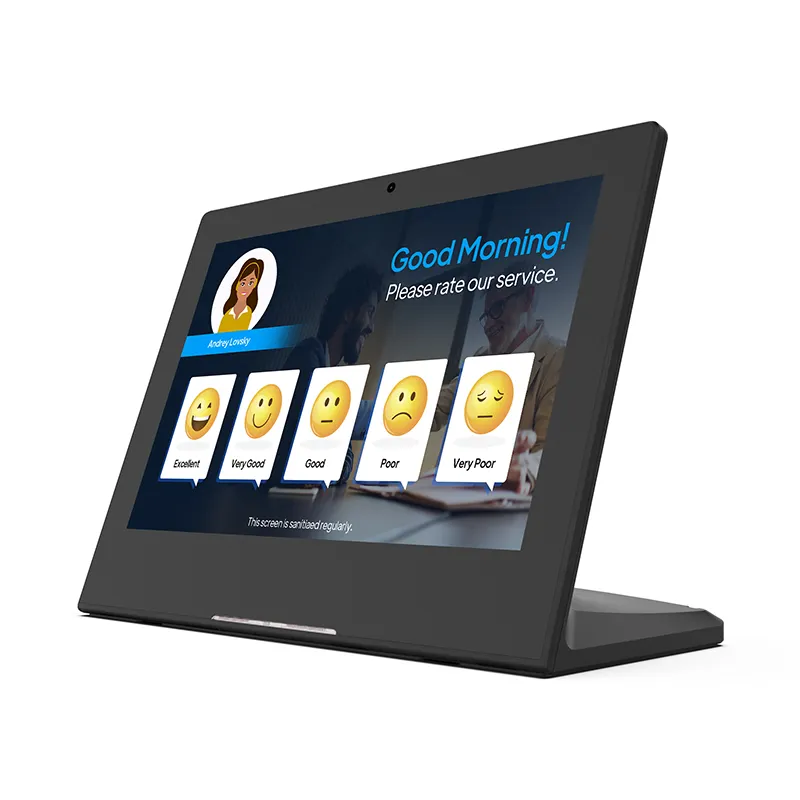 Good Morning!
Please rate our service.
Andrey Lovsky
Excellent
Very Good
Good
Poor
Very Poor
This screen is sanitiaed regularly.